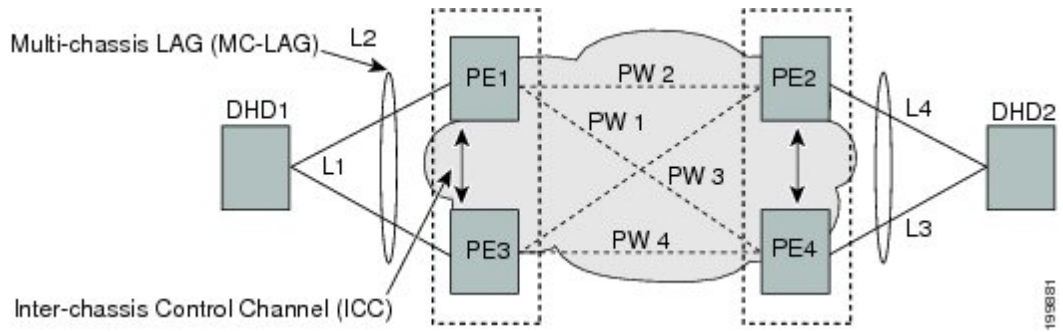 Multi-chassis LAG (MC-LAG)
L2
DHD1
L1
PE1
PE3
PW 2
PW 1
PW 3
PW 4
PE2
PE4
L4
L3
DHD2
Inter-chassis Control Channel (ICC)
199381